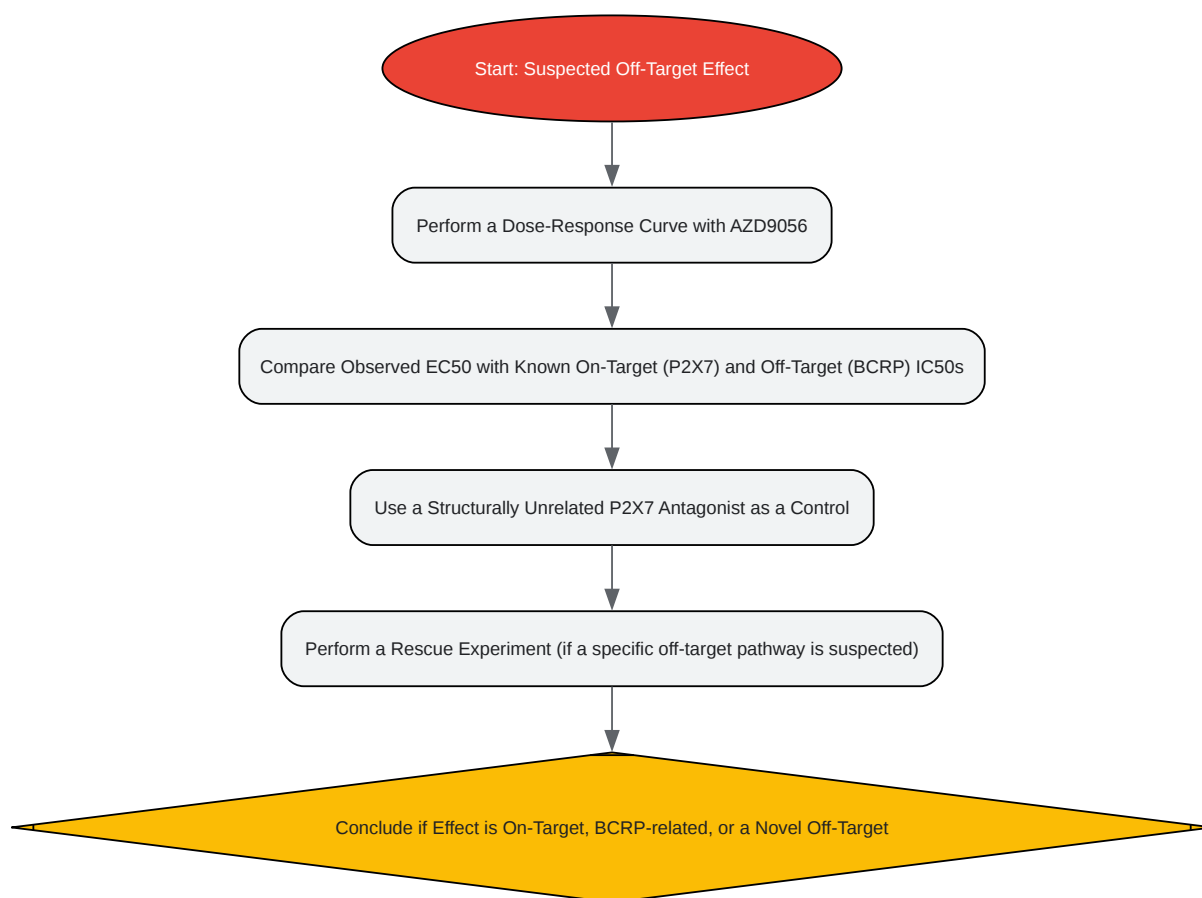 Start: Suspected Off-Target Effect
Perform a Dose-Response Curve with AZD9056
Compare Observed EC50 with Known On-Target (P2X7) and Off-Target (BCRP) IC50s
Use a Structurally Unrelated P2X7 Antagonist as a Control
Perform a Rescue Experiment (if a specific off-target pathway is suspected)
Conclude if Effect is On-Target, BCRP-related, or a Novel Off-Target